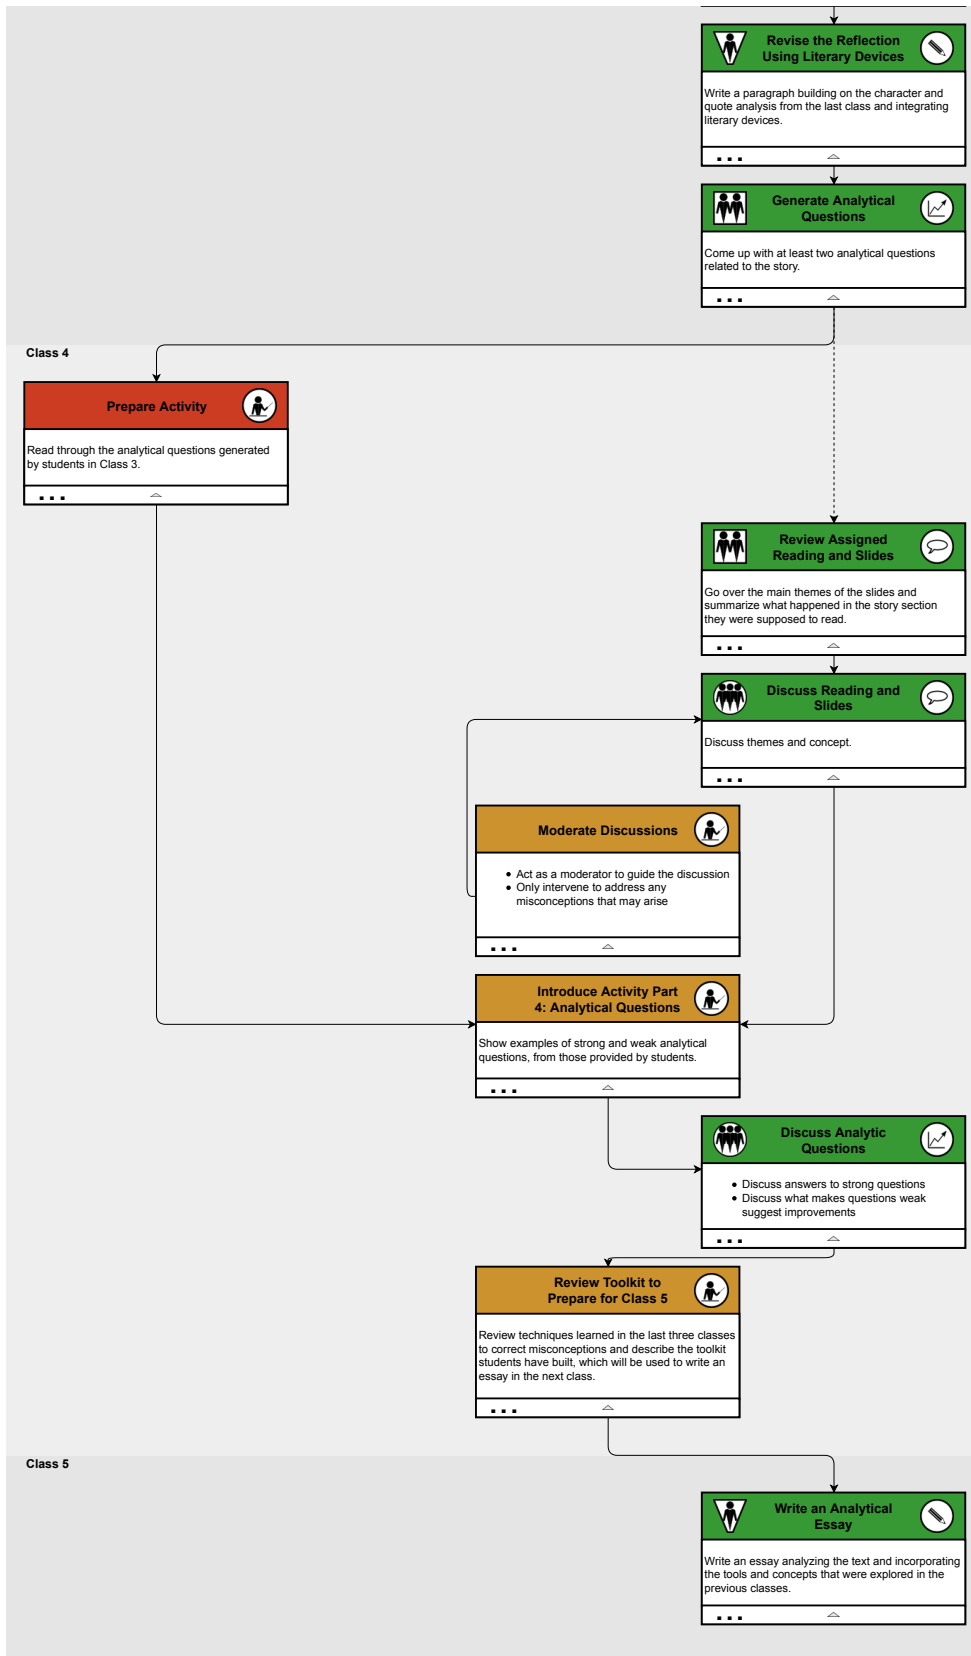 Revise the Reflection
Using Literary Devices
Write a paragraph building on the character and
quote analysis from the last class and integrating
literary devices.
Generate Analytical
Questions
Come up with at least two analytical questions
related to the story.
Class 4
Prepare Activity
Read through the analytical questions generated
by students in Class 3.
Review Assigned
Reading and Slides
Go over the main themes of the slides and
summarize what happened in the story section
they were supposed to read.
Discuss Reading and
Slides
Discuss themes and concept.
Moderate Discussions
Act as a moderator to guide the discussion
Only intervene to address any
misconceptions that may arise
Introduce Activity Part
4: Analytical Questions
Show examples of strong and weak analytical
questions, from those provided by students.
Discuss Analytic
Questions
Discuss answers to strong questions
Discuss what makes questions weak
suggest improvements
Review Toolkit to
Prepare for Class 5
Review techniques learned in the last three classes
to correct misconceptions and describe the toolkit
students have built, which will be used to write an
essay in the next class.
Class 5
Write an Analytical
Essay
Write an essay analyzing the text and incorporating
the tools and concepts that were explored in the
previous classes.